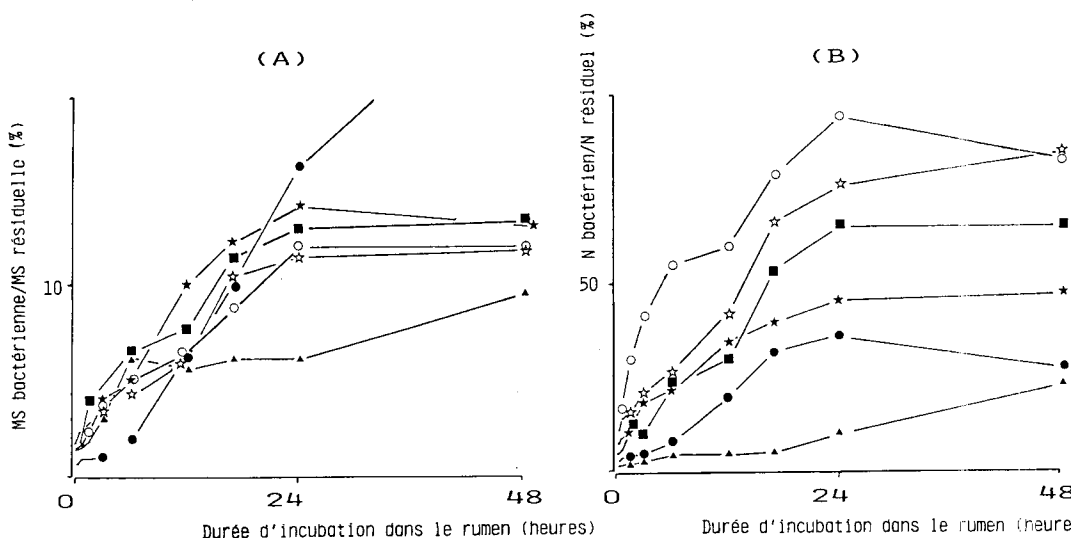 (A)
MS bactérienne/MS résiduelle (%)
10
0
24
48
Durée d'incubation dans le rumen (heures)
(B)
N bactérien/N résiduel (%)
50
0
24
48
Durée d'incubation dans le rumen (heure